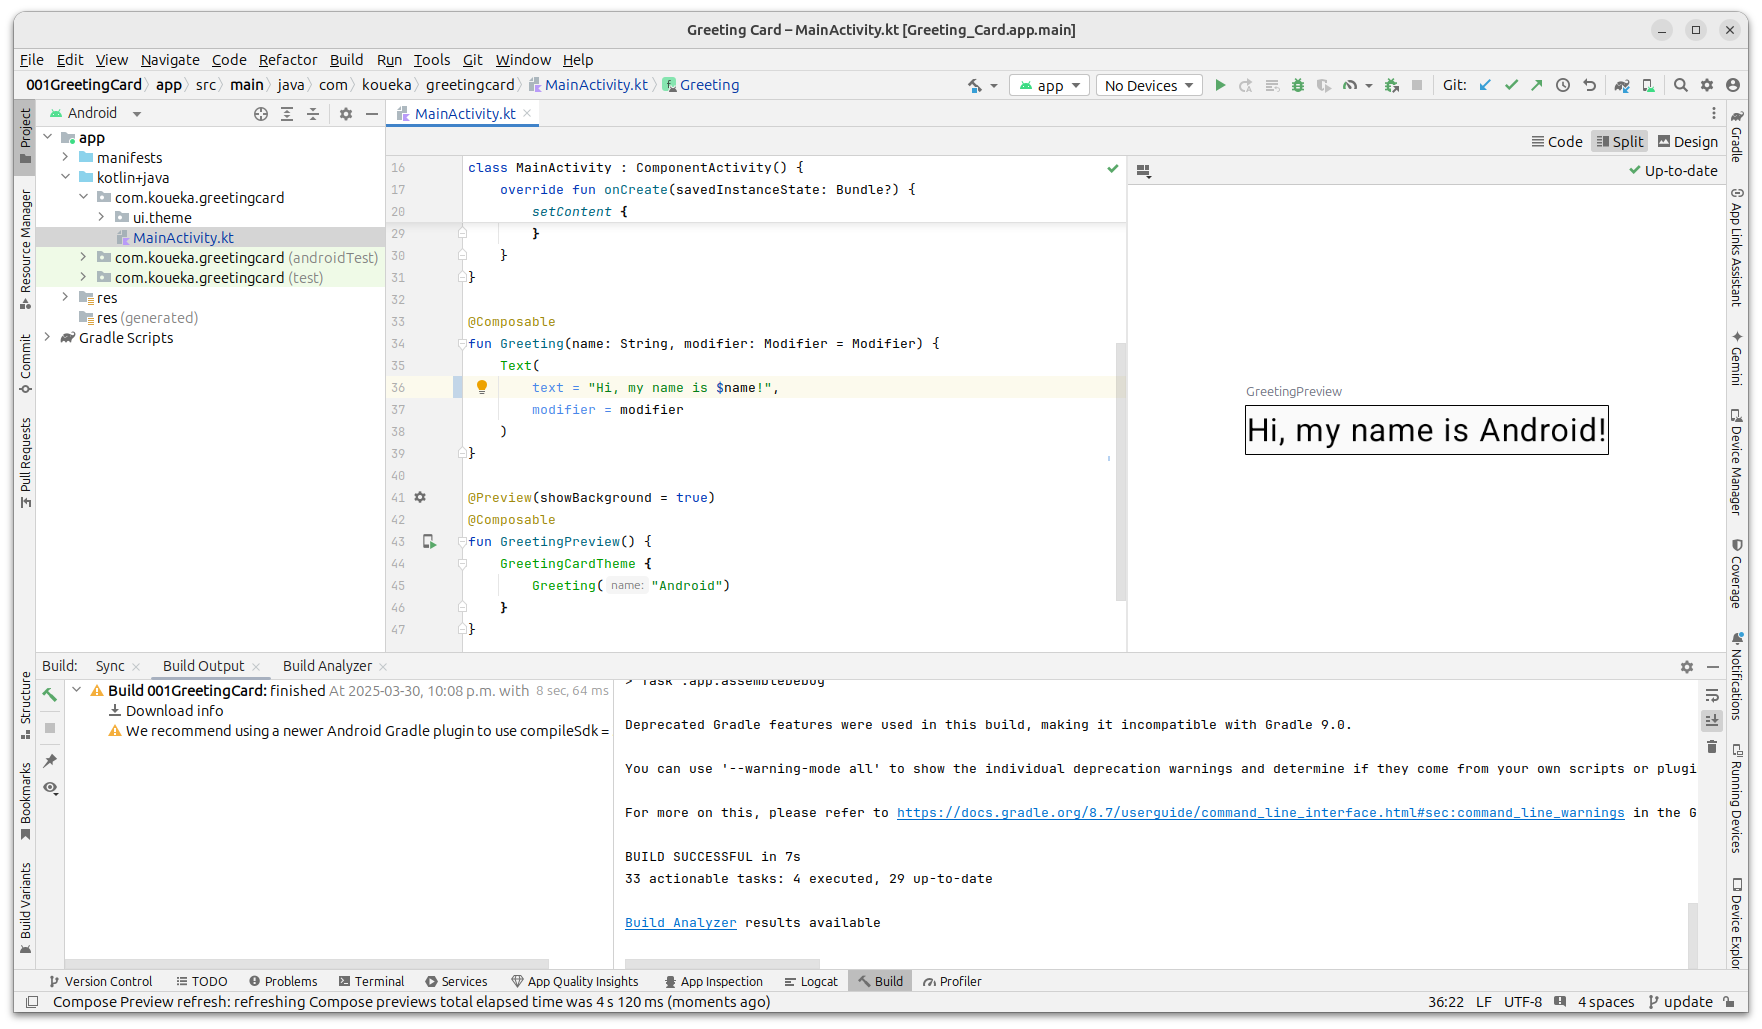 Greeting Card – MainActivity.kt [Greeting_Card.app.main]
File Edit View Navigate Code Refactor Build Run Tools Git Window Help
001GreetingCard app src main java com koueka greetingcard MainActivity.kt Greeting
app No Devices Git:
Project
Resource Manager
Commit
Pull Requests
Structure
Bookmarks
Build Variants
Android
app
manifests
kotlin+java
com.koueka.greetingcard
ui.theme
MainActivity.kt
com.koueka.greetingcard (androidTest)
com.koueka.greetingcard (test)
res
res (generated)
Gradle Scripts
MainActivity.kt
Code Split Design
16 class MainActivity : ComponentActivity() {
17 override fun onCreate(savedInstanceState: Bundle?) {
20 setContent {
29 }
30 }
31 }
32
33 @Composable
34 fun Greeting(name: String, modifier: Modifier = Modifier) {
35 Text(
36 text = "Hi, my name is $name!",
37 modifier = modifier
38 )
39 }
40
41 @Preview(showBackground = true)
42 @Composable
43 fun GreetingPreview() {
44 GreetingCardTheme {
45 Greeting( name: "Android")
46 }
47 }
Up-to-date
GreetingPreview
Hi, my name is Android!
Gradle
App Links Assistant
Gemini
Device Manager
Coverage
Notifications
Running Devices
Device Explor
Build: Sync Build Output Build Analyzer
Build 001GreetingCard: finished At 2025-03-30, 10:08 p.m. with 8 sec, 64 ms
Download info
We recommend using a newer Android Gradle plugin to use compileSdk =
> Task :app:assembleDebug
Deprecated Gradle features were used in this build, making it incompatible with Gradle 9.0.
You can use '--warning-mode all' to show the individual deprecation warnings and determine if they come from your own scripts or plugi
For more on this, please refer to https://docs.gradle.org/8.7/userguide/command_line_interface.html#sec:command_line_warnings in the G
BUILD SUCCESSFUL in 7s
33 actionable tasks: 4 executed, 29 up-to-date
Build Analyzer results available
Version Control TODO Problems Terminal Services App Quality Insights App Inspection Logcat Build Profiler
Compose Preview refresh: refreshing Compose previews total elapsed time was 4 s 120 ms (moments ago)
36:22 LF UTF-8 4 spaces update